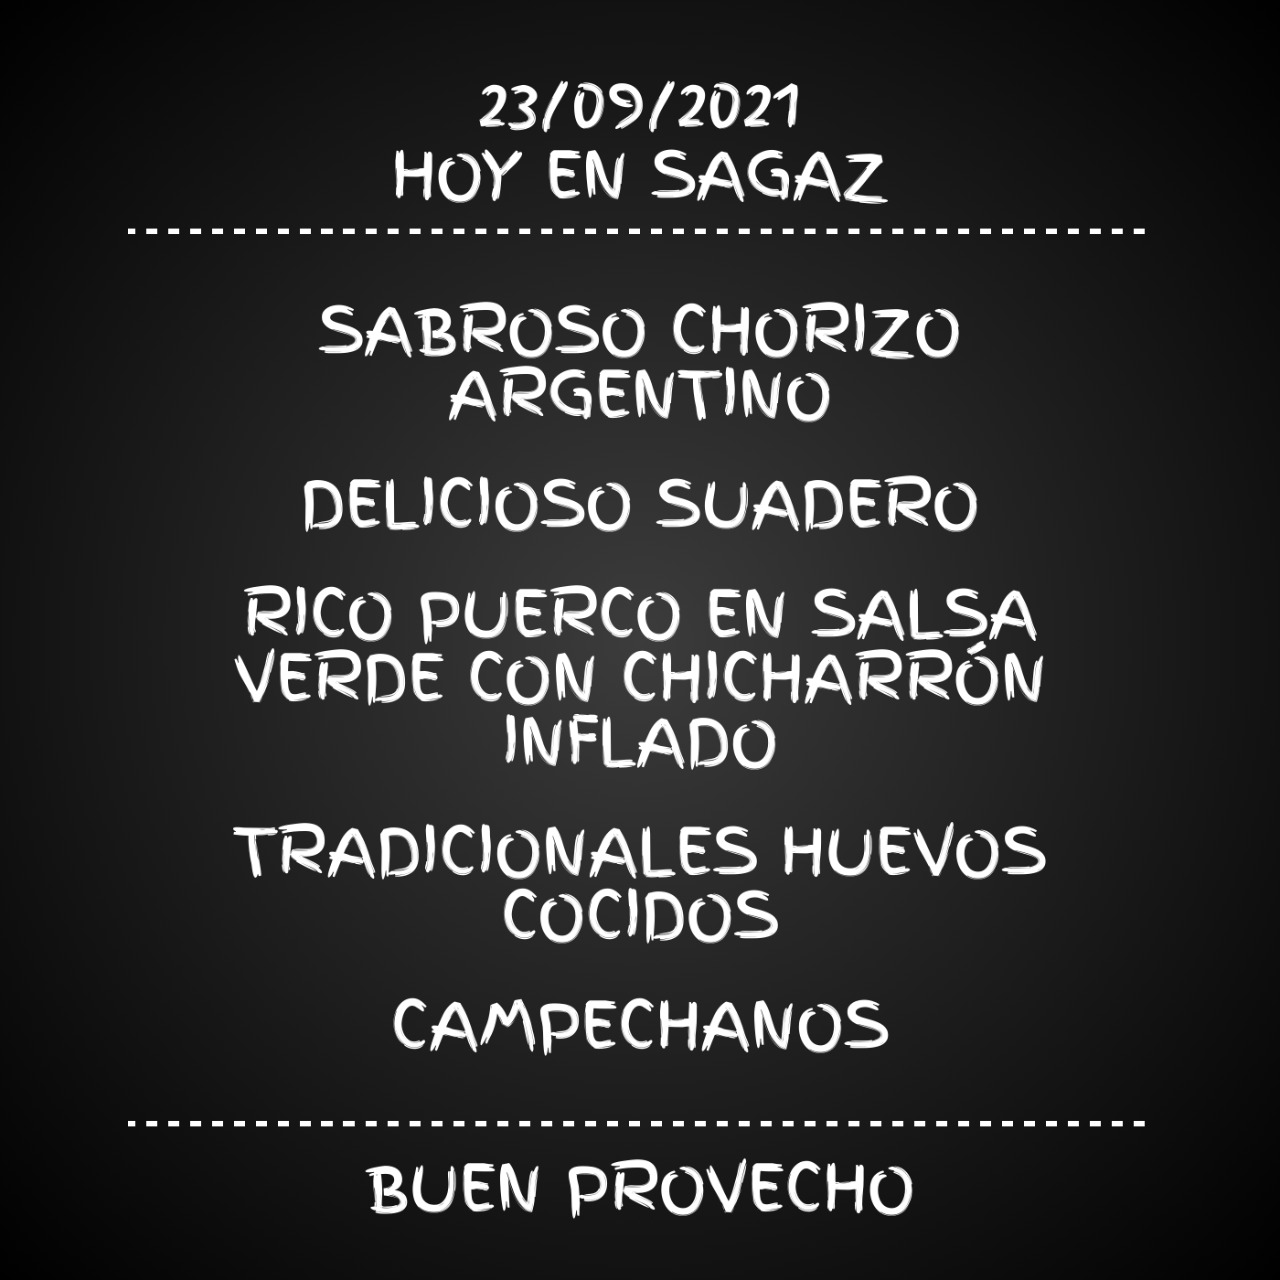 23/09/2021
HOY EN SAGAZ
SABROSO CHORIZO
ARGENTINO
DELICIOSO SUADERO
RICO PUERCO EN SALSA
VERDE CON CHICHARRÓN
INFLADO
TRADICIONALES HUEVOS
COCIDOS
CAMPECHANOS
BUEN PROVECHO